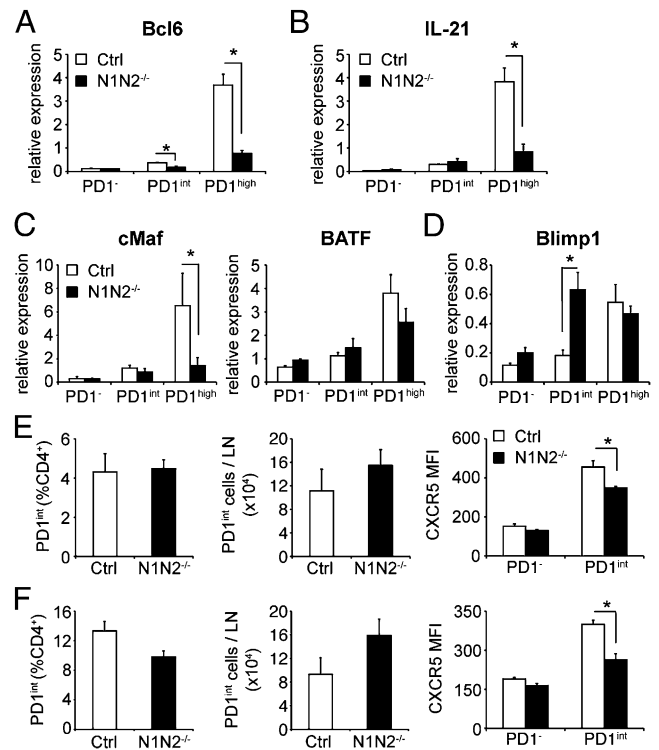 A
Bcl6
relative expression
5
4
3
2
1
0
Ctrl
N1N2-/-
*
*
PD1-
PD1int
PD1high
B
IL-21
relative expression
5
4
3
2
1
0
Ctrl
N1N2-/-
*
PD1-
PD1int
PD1high
C
cMaf
relative expression
10
8
6
4
2
0
Ctrl
N1N2-/-
*
PD1-
PD1int
PD1high
BATF
relative expression
5
4
3
2
1
0
PD1-
PD1int
PD1high
D
Blimp1
relative expression
0.8
0.6
0.4
0.2
0
*
PD1-
PD1int
PD1high
E
PD1int (%CD4+)
6
4
2
0
Ctrl
N1N2-/-
PD1int cells / LN
(x104)
20
16
12
8
4
0
Ctrl
N1N2-/-
CXCR5 MFI
600
400
200
0
Ctrl
N1N2-/-
*
PD1-
PD1int
F
PD1int (%CD4+)
16
12
8
4
0
Ctrl
N1N2-/-
PD1int cells / LN
(x104)
20
16
12
8
4
0
Ctrl
N1N2-/-
CXCR5 MFI
350
300
150
0
*
PD1-
PD1int